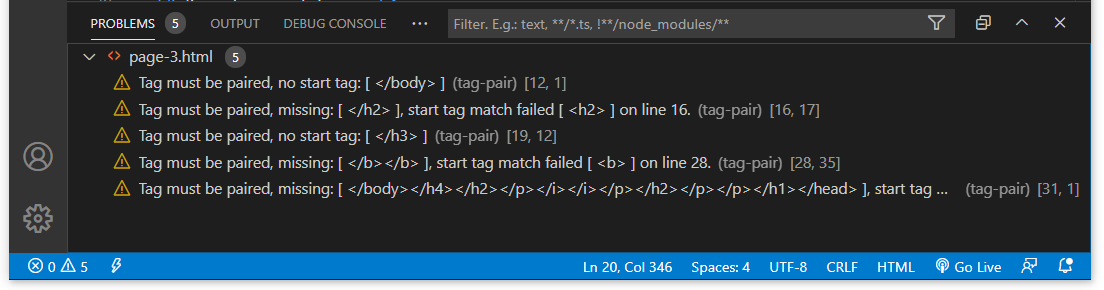 PROBLEMS 5 OUTPUT DEBUG CONSOLE ··· Filter. E.g.: text, **/*.ts, !**/node_modules/**
page-3.html 5
Tag must be paired, no start tag: [ </body> ] (tag-pair) [12, 1]
Tag must be paired, missing: [ </h2> ], start tag match failed [ <h2> ] on line 16. (tag-pair) [16, 17]
Tag must be paired, no start tag: [ </h3> ] (tag-pair) [19, 12]
Tag must be paired, missing: [ </b></b> ], start tag match failed [ <b> ] on line 28. (tag-pair) [28, 35]
Tag must be paired, missing: [ </body></h4></h2></p></i></i></p></h2></p></p></h1></head> ], start tag ... (tag-pair) [31, 1]
0 5 Ln 20, Col 346 Spaces: 4 UTF-8 CRLF HTML Go Live